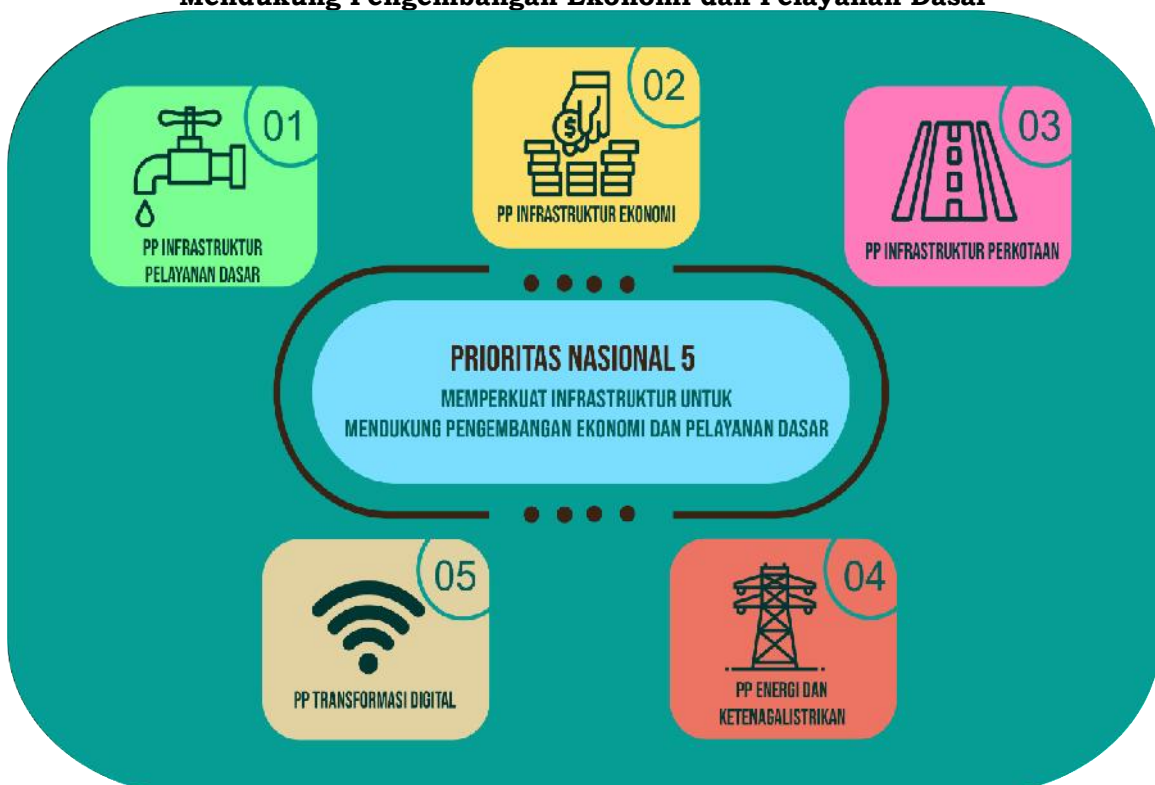 Mendukung Pengembangan Ekonomi dan Pelayanan Dasar
01
PP INFRASTRUKTUR
PELAYANAN DASAR
02
PP INFRASTRUKTUR EKONOMI
03
PP INFRASTRUKTUR PERKOTAAN
PRIORITAS NASIONAL 5
MEMPERKUAT INFRASTRUKTUR UNTUK
MENDUKUNG PENGEMBANGAN EKONOMI DAN PELAYANAN DASAR
05
PP TRANSFORMASI DIGITAL
04
PP ENERGI DAN
KETENAGALISTRIKAN